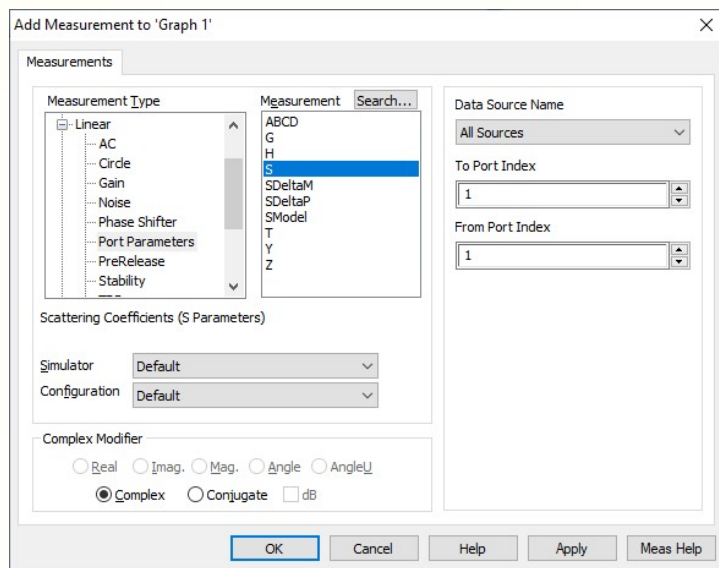 Add Measurement to 'Graph 1'
Measurements
Measurement Type
Linear
AC
Circle
Gain
Noise
Phase Shifter
Port Parameters
PreRelease
Stability
Measurement Search...
ABCD
G
H
S
SDeltaM
SDeltaP
SModel
T
Y
Z
Scattering Coefficients (S Parameters)
Simulator Default
Configuration Default
Complex Modifier
Real Imag. Mag. Angle AngleU
Complex Conjugate dB
Data Source Name
All Sources
To Port Index
1
From Port Index
1
OK Cancel Help Apply Meas Help